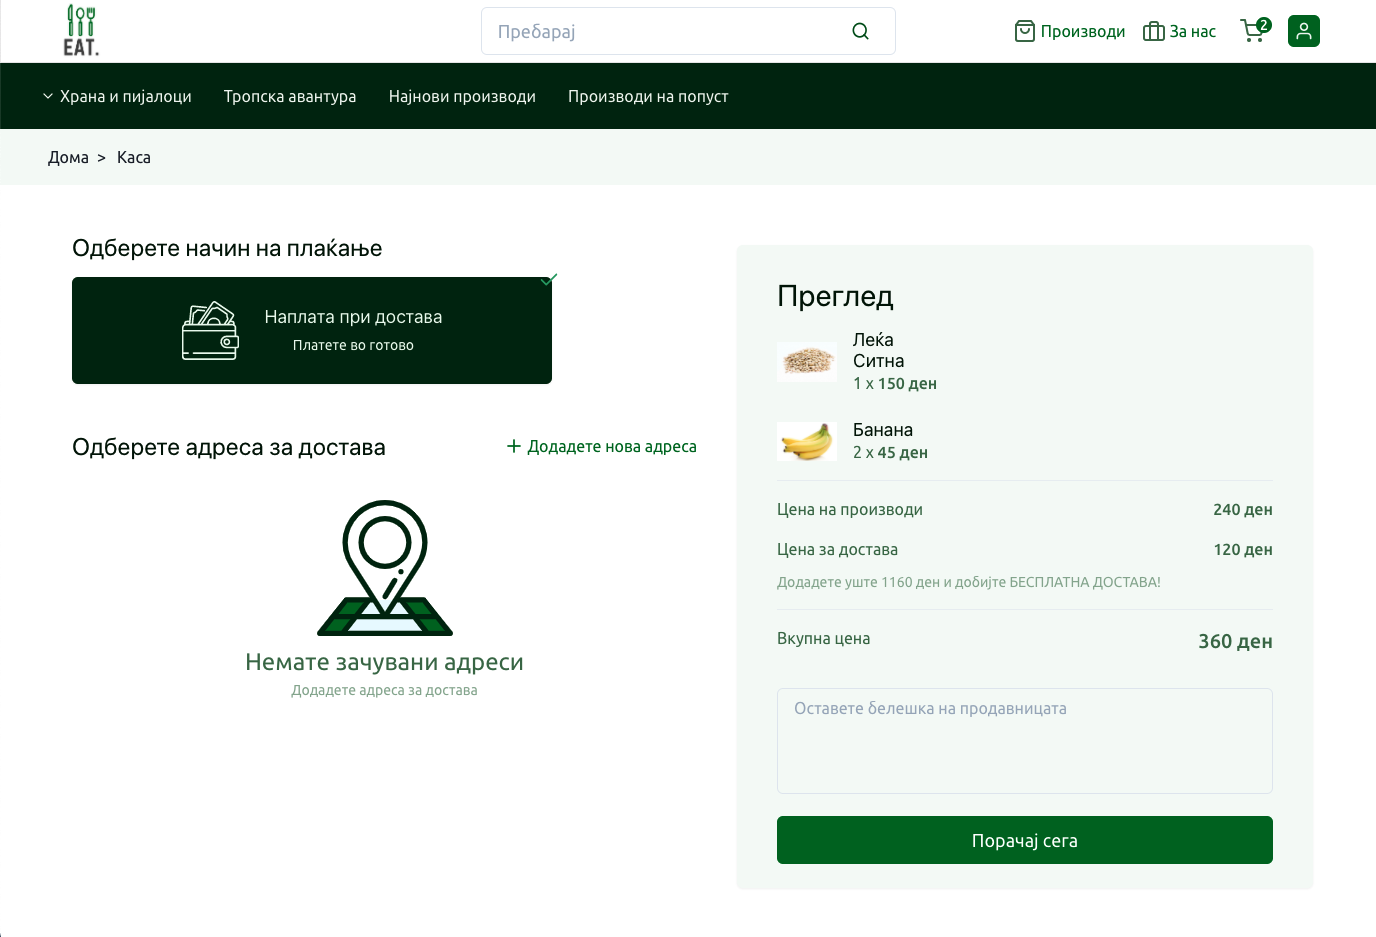 EAT.
Пребарај
Производи
За нас
2
Храна и пијалоци
Тропска авантура
Најнови производи
Производи на попуст
Дома > Каса
Одберете начин на плаќање
Наплата при достава
Платете во готово
Одберете адреса за достава
Додадете нова адреса
Немате зачувани адреси
Додадете адреса за достава
Преглед
Леќа
Ситна
1 x 150 ден
Банана
2 x 45 ден
Цена на производи 240 ден
Цена за достава 120 ден
Додадете уште 1160 ден и добијте БЕСПЛАТНА ДОСТАВА!
Вкупна цена 360 ден
Оставете белешка на продавницата
Порачај сега